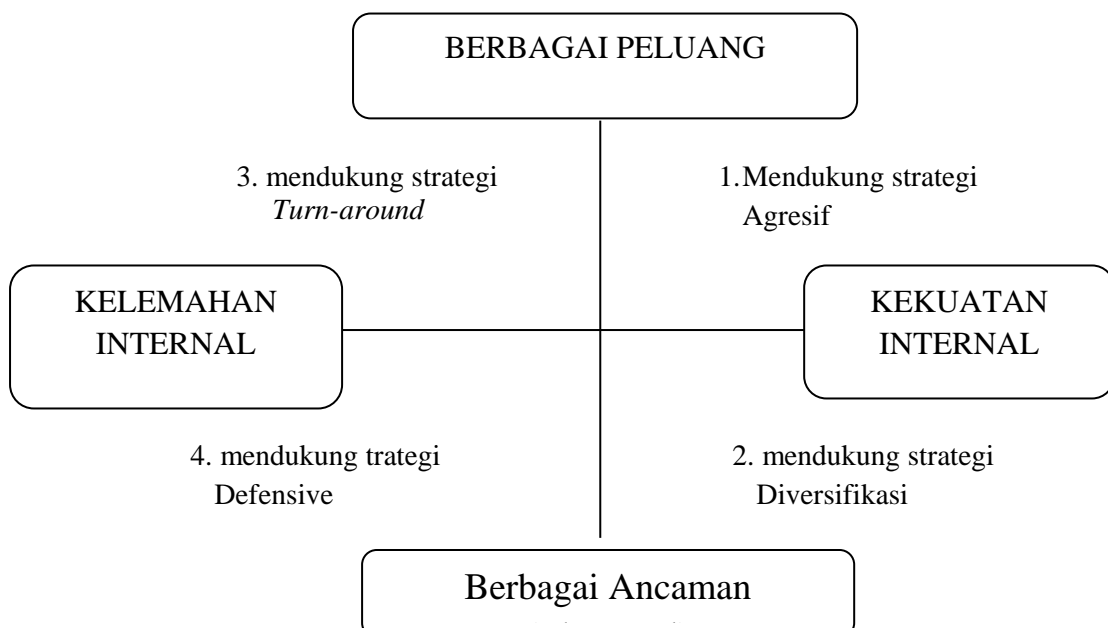 BERBAGAI PELUANG
3. mendukung strategi
Turn-around
1.Mendukung strategi
Agresif
KELEMAHAN
INTERNAL
KEKUATAN
INTERNAL
4. mendukung trategi
Defensive
2. mendukung strategi
Diversifikasi
Berbagai Ancaman